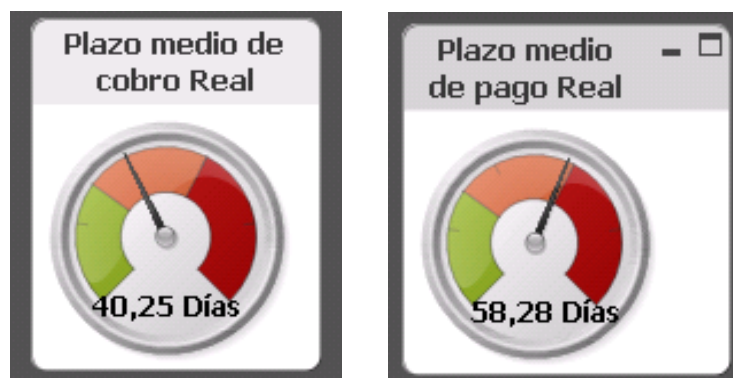 Plazo medio de
cobro Real
40,25 Días
Plazo medio
de pago Real
58,28 Días